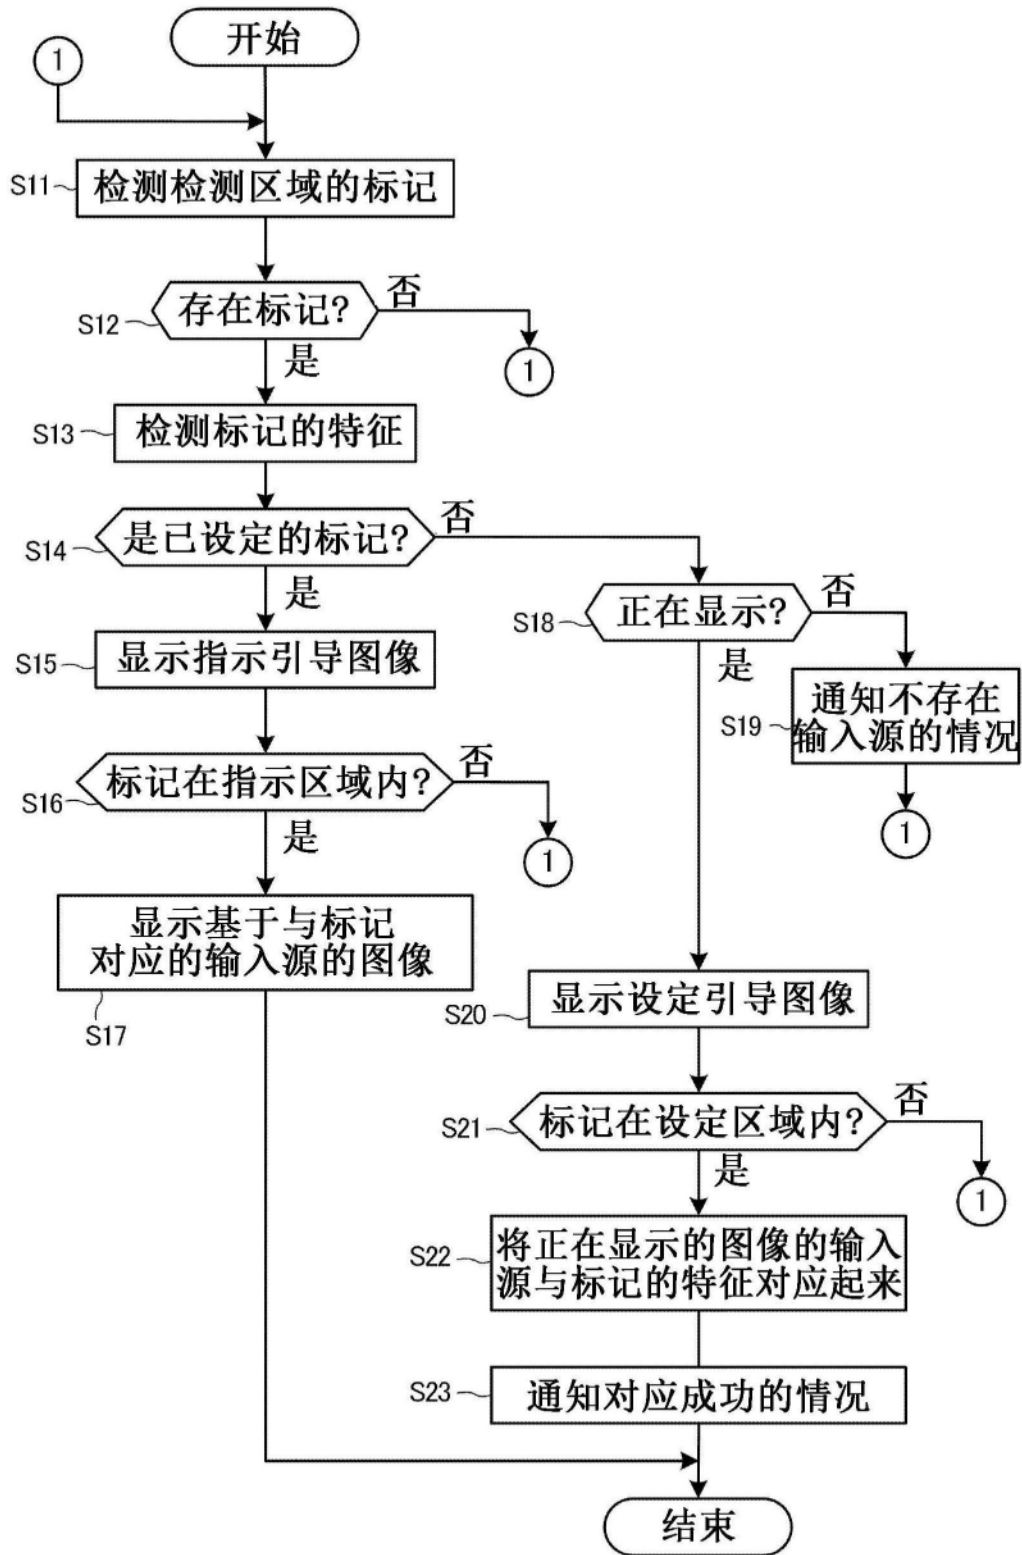 开始
1
S11
检测检测区域的标记
S12
存在标记?
否
是
1
S13
检测标记的特征
S14
是已设定的标记?
否
是
S18
正在显示?
否
是
S15
显示指示引导图像
S19
通知不存在
输入源的情况
1
S16
标记在指示区域内?
否
是
1
显示基于与标记
对应的输入源的图像
S17
S20
显示设定引导图像
S21
标记在设定区域内?
否
是
1
S22
将正在显示的图像的输入
源与标记的特征对应起来
S23
通知对应成功的情况
结束